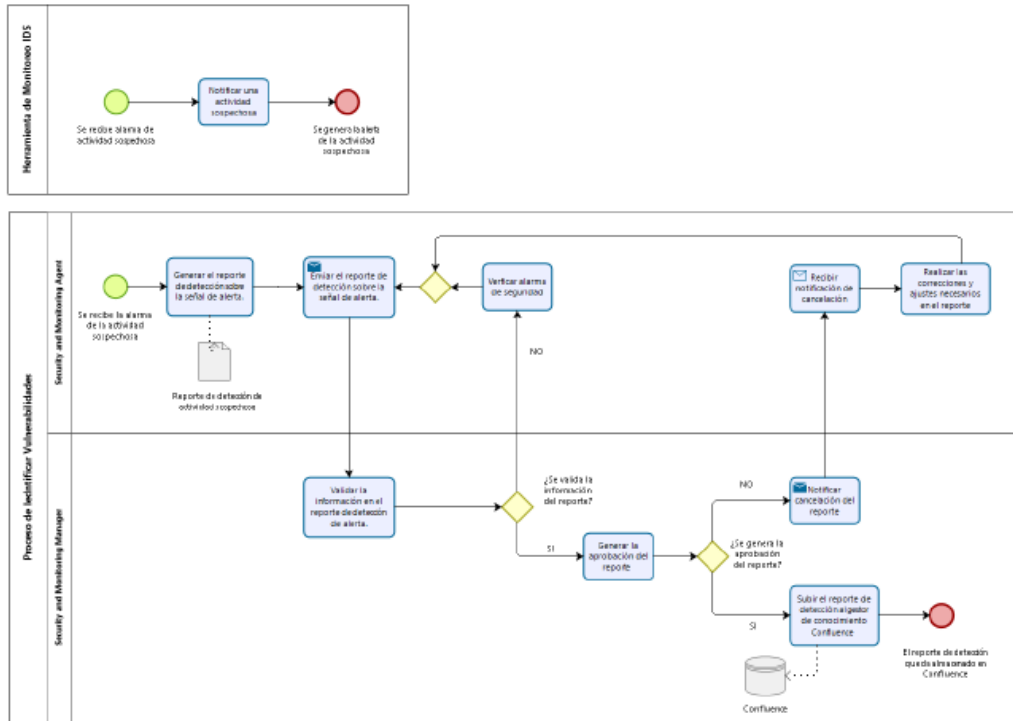 Herramienta de Monitoreo IDS
Notificar una
actividad
sospechosa
Se recibe alarma de
actividad sospechosa
Se genera la alerta
de la actividad
sospechosa
Proceso de Iedintificar Vulnerabilidades
Security and Monitoring Agent
Generar el reporte
de detección sobre
la señal de alerta.
Enviar el reporte de
detección sobre la
señal de alerta.
Verficar alarma
de seguridad
Recibir
notificación de
cancelación
Realizar las
correcciones y
ajustes necesarios
en el reporte
Se recibe la alarma
de la actividad
sospechosa
NO
Reporte de detección de
actividad sospechosa
Security and Monitoring Manager
Validar la
información en el
reporte de detección
de alerta.
¿Se valida la
información
del reporte?
NO
Notificar
cancelación del
reporte
SI
Generar la
aprobación del
reporte
¿Se genera la
aprobación
del reporte?
SI
Subir el reporte de
detección al gestor
de conocimiento
Confluence
El reporte de detección
queda almacenado en
Confluence
Confluence